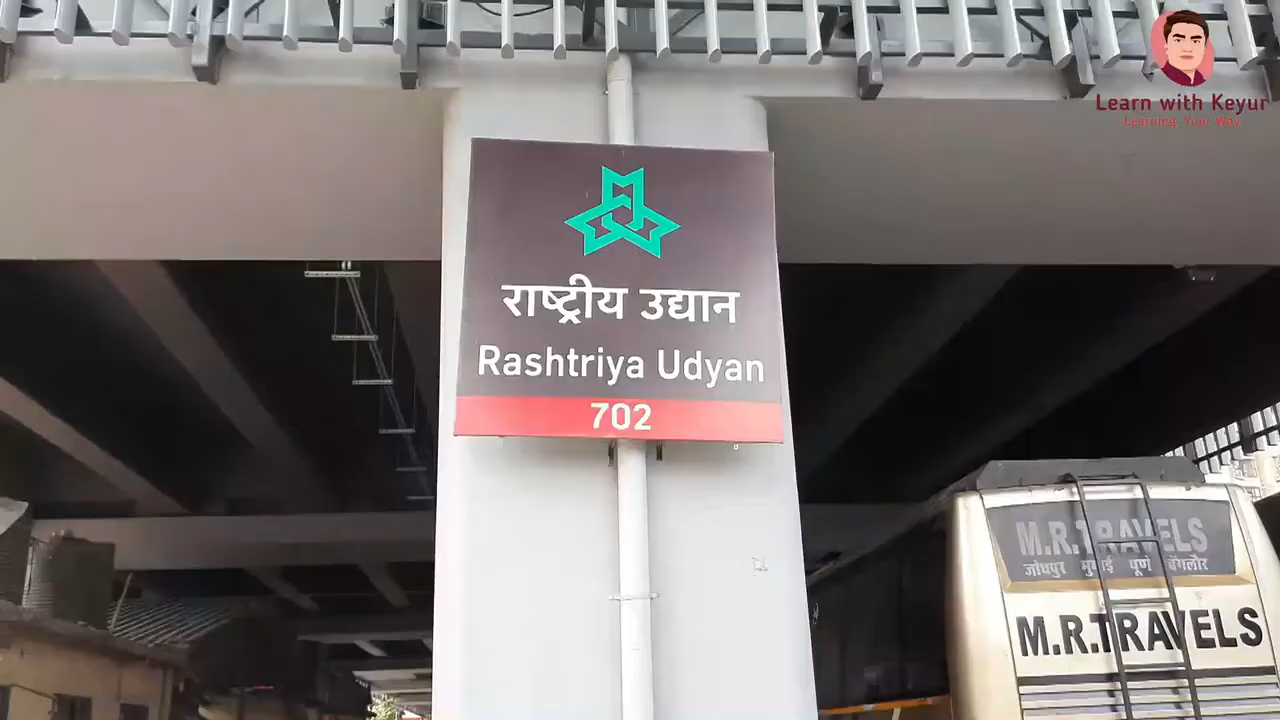 Learn with Keyur
Learning Your Way
राष्ट्रीय उद्यान
Rashtriya Udyan
702
M.R.TRAVELS
जोधपुर मुम्बई पूणे बेंगलोर
M.R.TRAVELS